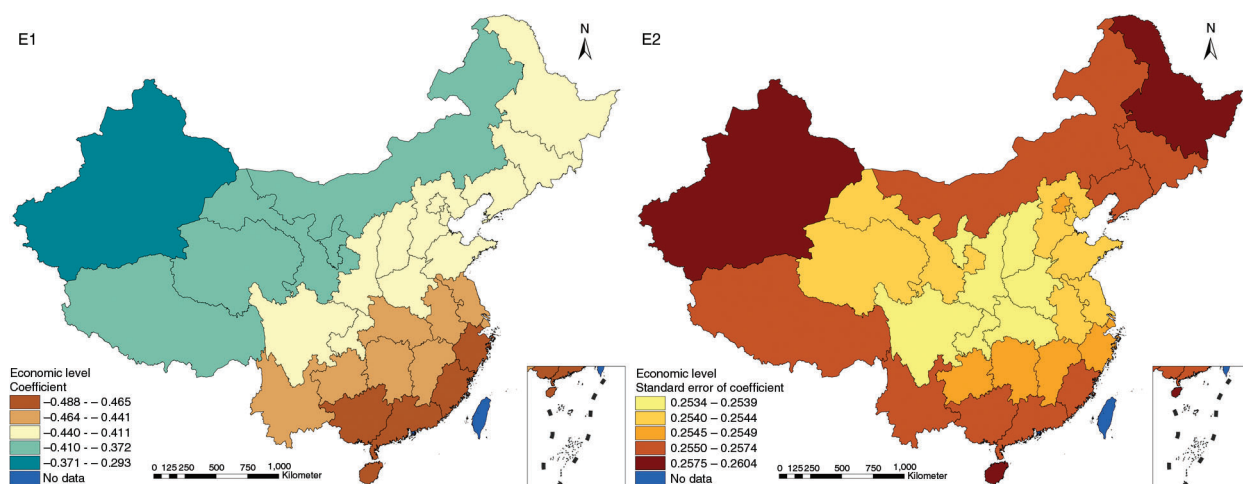 E1
N
Economic level
Coefficient
−0.488 - −0.465
−0.464 - −0.441
−0.440 - −0.411
−0.410 - −0.372
−0.371 - −0.293
No data
0 125 250 500 750 1,000
Kilometer
E2
N
Economic level
Standard error of coefficient
0.2534 – 0.2539
0.2540 – 0.2544
0.2545 – 0.2549
0.2550 – 0.2574
0.2575 – 0.2604
No data
0 125 250 500 750 1,000
Kilometer